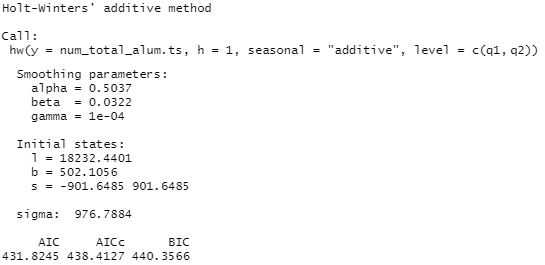 Holt-Winters' additive method
Call:
hw(y = num_total_alum.ts, h = 1, seasonal = "additive", level = c(q1,q2))
Smoothing parameters:
alpha = 0.5037
beta  = 0.0322
gamma = 1e-04
Initial states:
l = 18232.4401
b = 502.1056
s = -901.6485 901.6485
sigma:  976.7884
AIC     AICc      BIC
431.8245 438.4127 440.3566